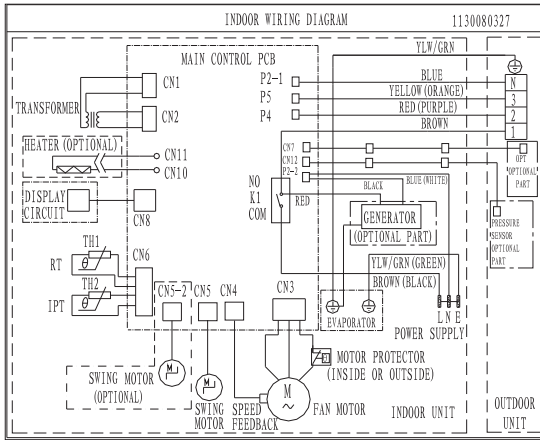 INDOOR WIRING DIAGRAM 1130080327
YLW/GRN
MAIN CONTROL PCB
BLUE
CN1
P2-1
N
YELLOW(ORANGE)
P5
3
TRANSFORMER
CN2
RED(PURPLE)
P4
2
BROWN
1
HEATER(OPTIONAL)
CN7
CN11
CN12
CN10
P2-2
OPT
OPTIONAL
PART
BLUE(WHITE)
BLACK
NO
K1
COM
RED
DISPLAY
CIRCUIT
CN8
GENERATOR
(OPTIONAL PART)
PRESSURE
SENSOR
OPTIONAL
PART
TH1
CN6
RT
YLW/GRN(GREEN)
BROWN(BLACK)
TH2
IPT
CN5-2
CN5
CN4
CN3
EVAPORATOR
L N E
POWER SUPPLY
M
MOTOR PROTECTOR
(INSIDE OR OUTSIDE)
SWING MOTOR
(OPTIONAL)
M
M
~
SWING
MOTOR
SPEED
FEEDBACK
FAN MOTOR
INDOOR UNIT
OUTDOOR
UNIT